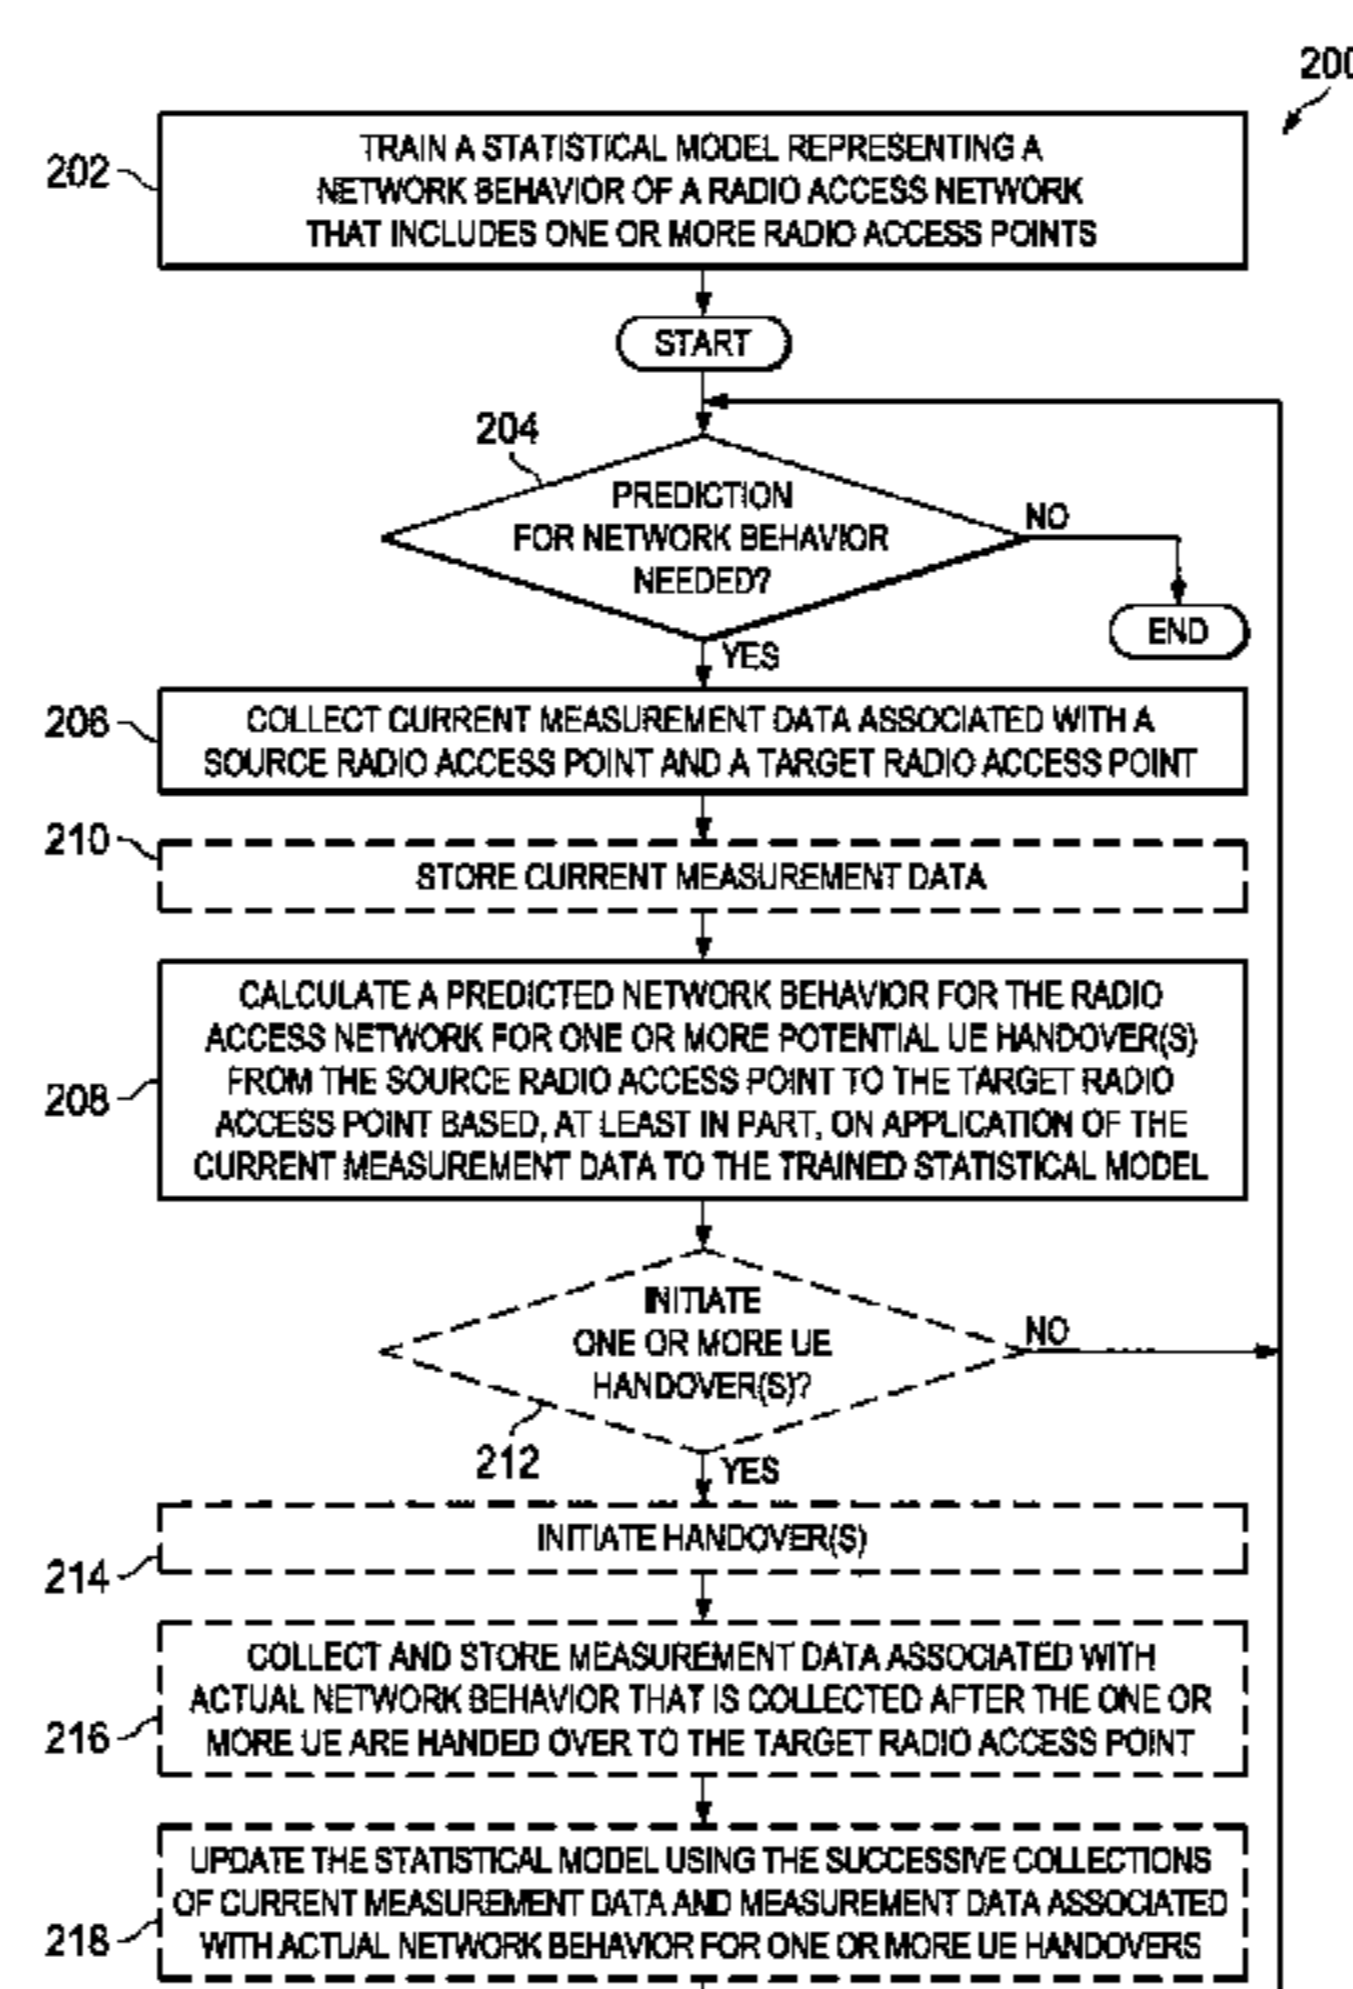 200
202
TRAIN A STATISTICAL MODEL REPRESENTING A
NETWORK BEHAVIOR OF A RADIO ACCESS NETWORK
THAT INCLUDES ONE OR MORE RADIO ACCESS POINTS
START
204
PREDICTION
FOR NETWORK BEHAVIOR
NEEDED?
NO
END
YES
206
COLLECT CURRENT MEASUREMENT DATA ASSOCIATED WITH A
SOURCE RADIO ACCESS POINT AND A TARGET RADIO ACCESS POINT
210
STORE CURRENT MEASUREMENT DATA
208
CALCULATE A PREDICTED NETWORK BEHAVIOR FOR THE RADIO
ACCESS NETWORK FOR ONE OR MORE POTENTIAL UE HANDOVER(S)
FROM THE SOURCE RADIO ACCESS POINT TO THE TARGET RADIO
ACCESS POINT BASED, AT LEAST IN PART, ON APPLICATION OF THE
CURRENT MEASUREMENT DATA TO THE TRAINED STATISTICAL MODEL
INITIATE
ONE OR MORE UE
HANDOVER(S)?
NO
212
YES
214
INITIATE HANDOVER(S)
216
COLLECT AND STORE MEASUREMENT DATA ASSOCIATED WITH
ACTUAL NETWORK BEHAVIOR THAT IS COLLECTED AFTER THE ONE OR
MORE UE ARE HANDED OVER TO THE TARGET RADIO ACCESS POINT
218
UPDATE THE STATISTICAL MODEL USING THE SUCCESSIVE COLLECTIONS
OF CURRENT MEASUREMENT DATA AND MEASUREMENT DATA ASSOCIATED
WITH ACTUAL NETWORK BEHAVIOR FOR ONE OR MORE UE HANDOVERS